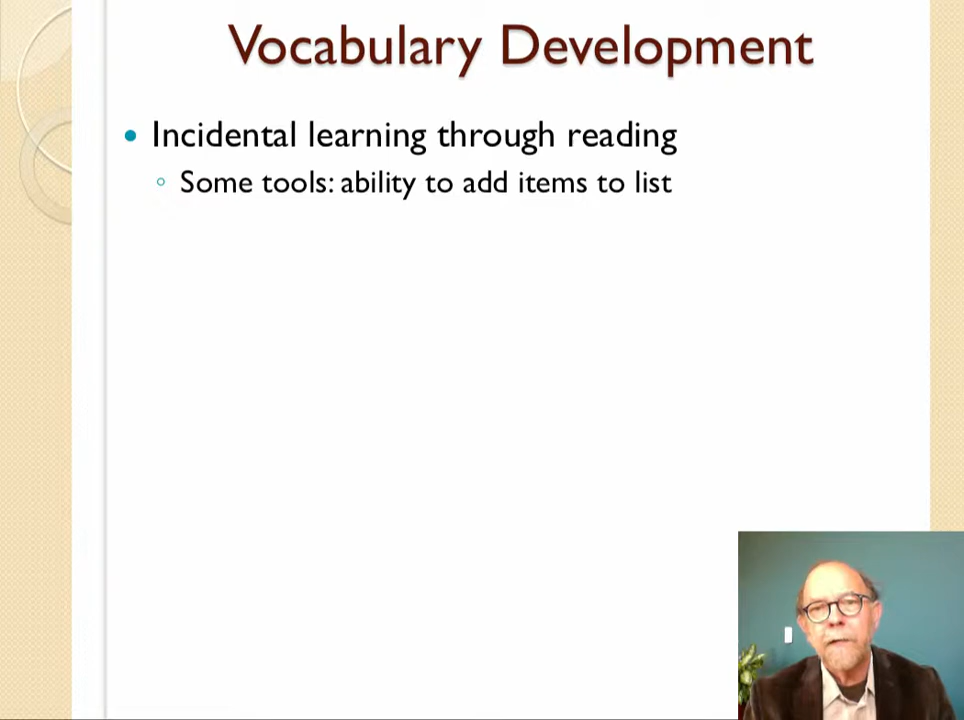 Vocabulary Development
Incidental learning through reading
Some tools: ability to add items to list